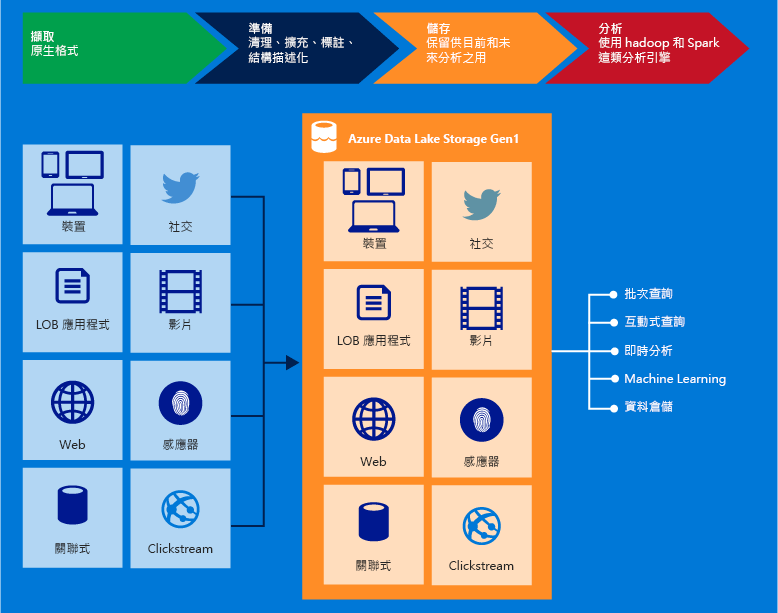 擷取
原生格式
準備
清理、擴充、標註、
結構描述化
儲存
保留供目前和未
來分析之用
分析
使用 hadoop 和 Spark
這類分析引擎
Azure Data Lake Storage Gen1
裝置
社交
LOB 應用程式
影片
Web
感應器
關聯式
Clickstream
裝置
社交
LOB 應用程式
影片
Web
感應器
關聯式
Clickstream
批次查詢
互動式查詢
即時分析
Machine Learning
資料倉儲